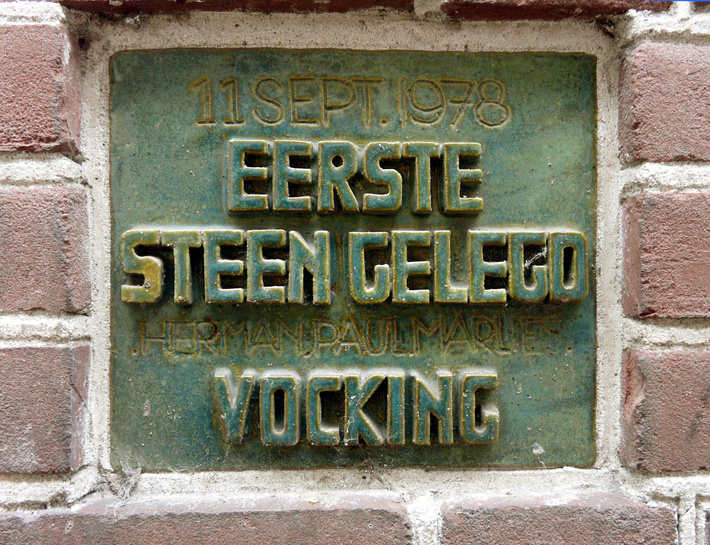 11 SEPT. 1978
EERSTE
STEEN GELEGD
.HERMAN.PAUL.MARLIES.
VOCKING